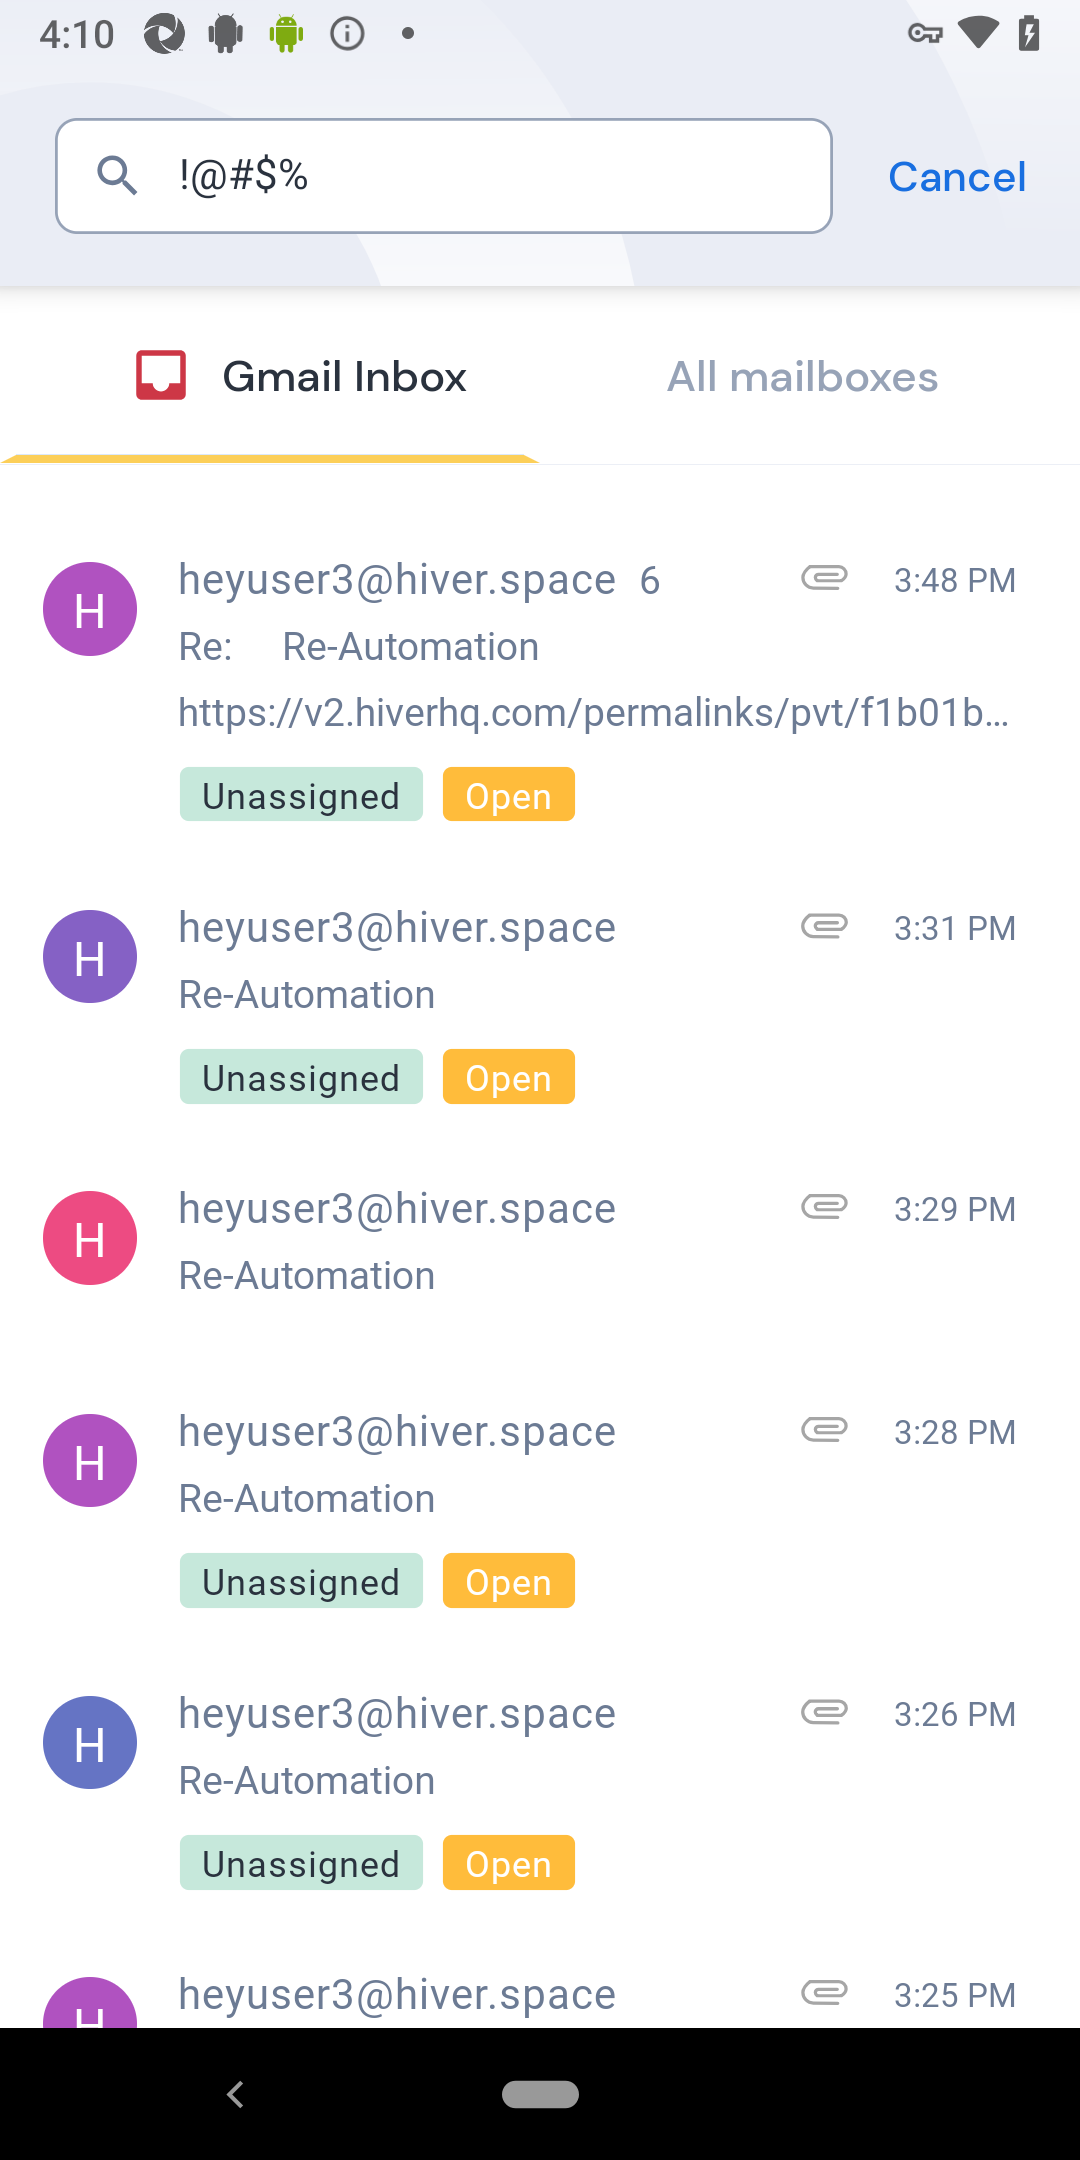 4:10
!@#$%
Cancel
Gmail Inbox
All mailboxes
H
heyuser3@hiver.space 6
3:48 PM
Re: Re-Automation
https://v2.hiverhq.com/permalinks/pvt/f1b01b...
Unassigned
Open
H
heyuser3@hiver.space
3:31 PM
Re-Automation
Unassigned
Open
H
heyuser3@hiver.space
3:29 PM
Re-Automation
H
heyuser3@hiver.space
3:28 PM
Re-Automation
Unassigned
Open
H
heyuser3@hiver.space
3:26 PM
Re-Automation
Unassigned
Open
H
heyuser3@hiver.space
3:25 PM